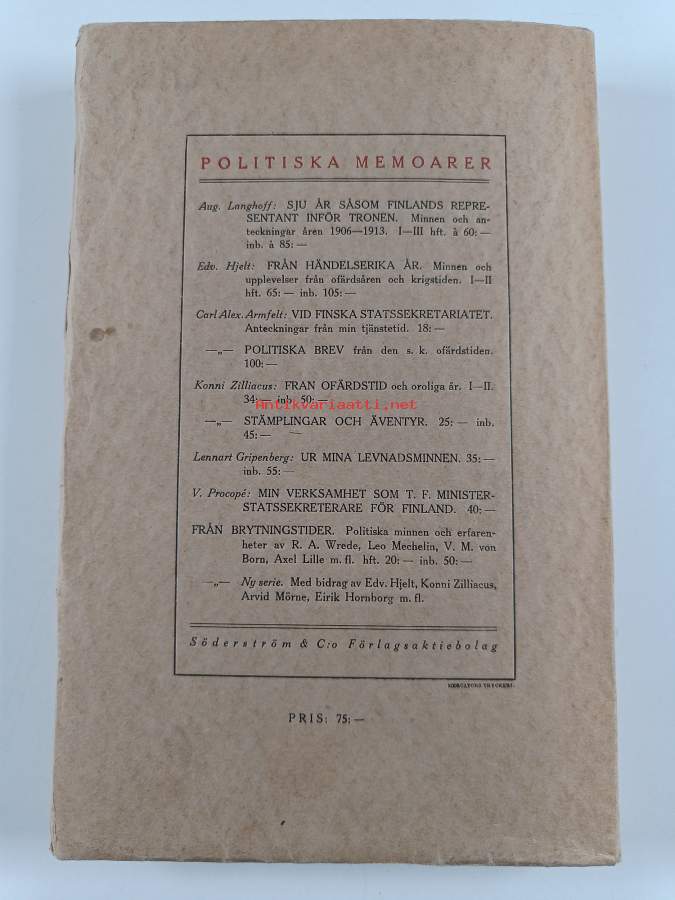 POLITISKA MEMOARER
Aug. Langhoff: SJU ÅR SÅSOM FINLANDS REPRE-
SENTANT INFÖR TRONEN. Minnen och an-
teckningar åren 1906—1913. I—III hft. à 60: —
inb. à 85: —
Edv. Hjelt: FRÅN HÄNDELSERIKA ÅR. Minnen och
upplevelser från ofärdsåren och krigstiden. I—II
hft. 65: — inb. 105: —
Carl Alex. Armfelt: VID FINSKA STATSSEKRETARIATET.
Anteckningar från min tjänstetid. 18: —
—„— POLITISKA BREV från den s. k. ofärdstiden.
100: —
Konni Zilliacus: FRAN OFÄRDSTID och oroliga år. I—II.
34: — inb. 50: —
Antikvariaatti.net
—„— STÄMPLINGAR OCH ÄVENTYR. 25: — inb.
45: —
Lennart Gripenberg: UR MINA LEVNADSMINNEN. 35: —
inb. 55: —
V. Procopé: MIN VERKSAMHET SOM T. F. MINISTER-
STATSSEKRETERARE FÖR FINLAND. 40: —
FRÅN BRYTNINGSTIDER. Politiska minnen och erfaren-
heter av R. A. Wrede, Leo Mechelin, V. M. von
Born, Axel Lille m. fl. hft. 20: — inb. 50: —
—„— Ny serie. Med bidrag av Edv. Hjelt, Konni Zilliacus,
Arvid Mörne, Eirik Hornborg m. fl.
Söderström & C:o Förlagsaktiebolag
MERCATORS TRYCKERI.
PRIS: 75: —